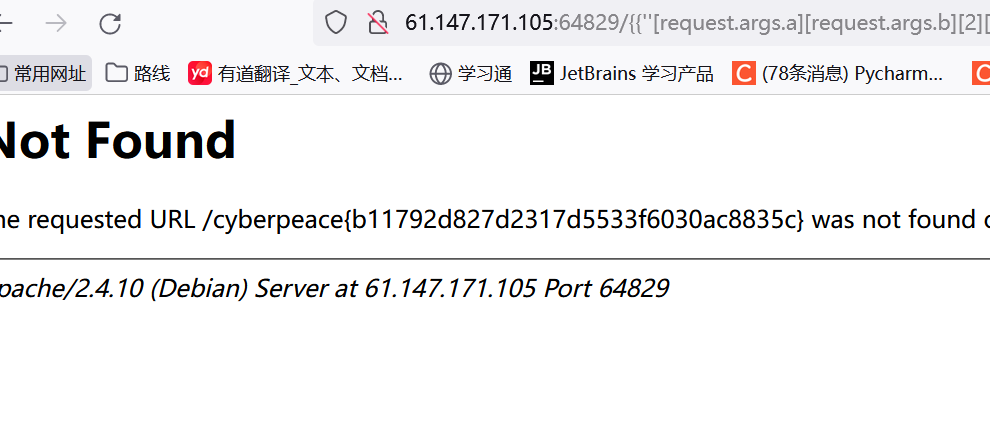 61.147.171.105:64829/{{''[request.args.a][request.args.b][2][
常用网址 路线 yd 有道翻译_文本、文档... 学习通 JB JetBrains 学习产品 C (78条消息) Pycharm... C
Not Found
he requested URL /cyberpeace{b11792d827d2317d5533f6030ac8835c} was not found o
pache/2.4.10 (Debian) Server at 61.147.171.105 Port 64829